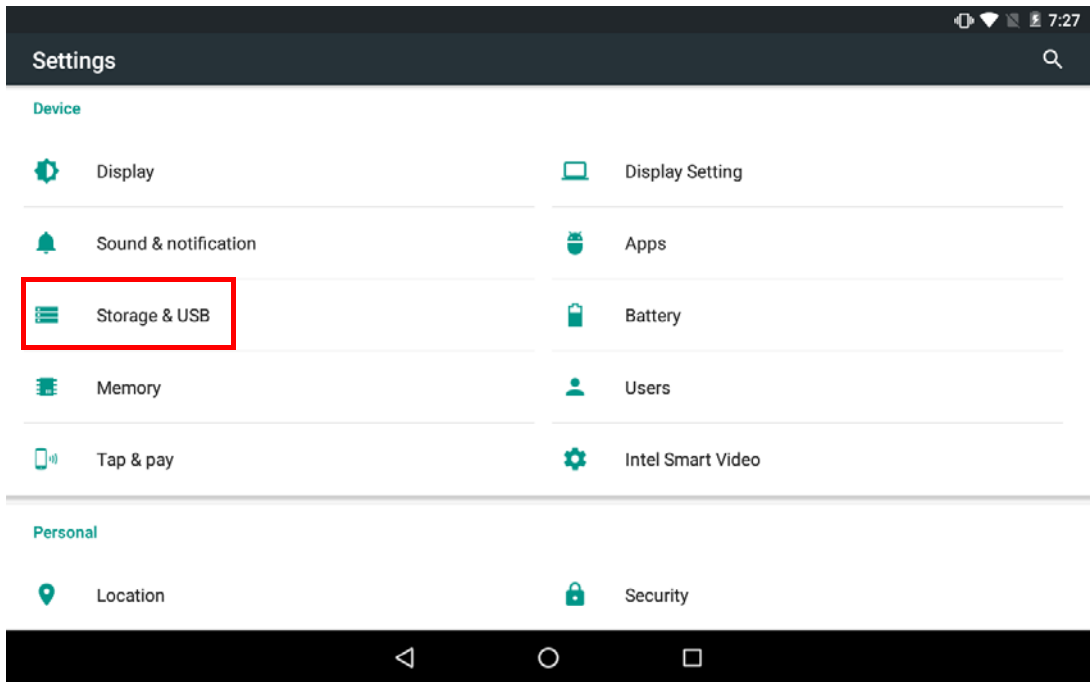 7:27
Settings
Device
Display
Display Setting
Sound & notification
Apps
Storage & USB
Battery
Memory
Users
Tap & pay
Intel Smart Video
Personal
Location
Security